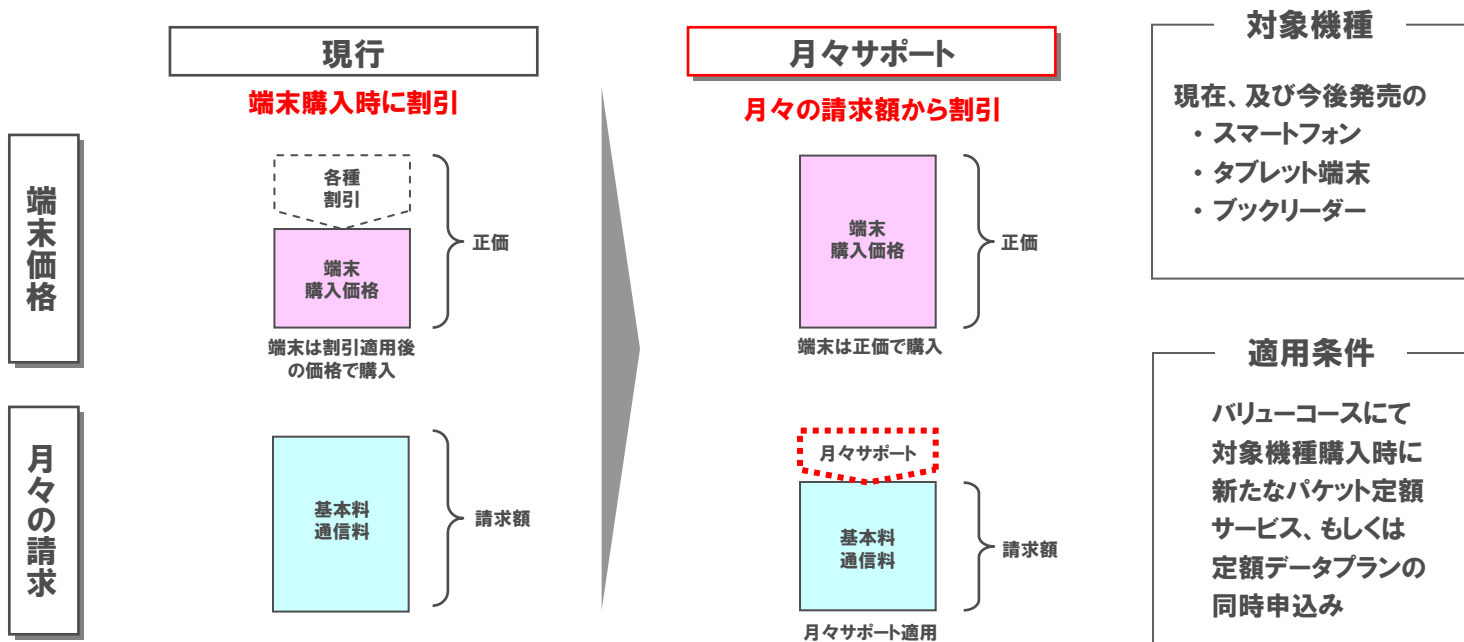 現行
端末購入時に割引
月々サポート
月々の請求額から割引
端末価格
各種
割引
端末
購入価格
正価
端末は割引適用後
の価格で購入
端末
購入価格
正価
端末は正価で購入
月々の請求
基本料
通信料
請求額
月々サポート
基本料
通信料
請求額
月々サポート適用
対象機種
現在、及び今後発売の
・スマートフォン
・タブレット端末
・ブックリーダー
適用条件
バリューコースにて
対象機種購入時に
新たなパケット定額
サービス、もしくは
定額データプランの
同時申込み